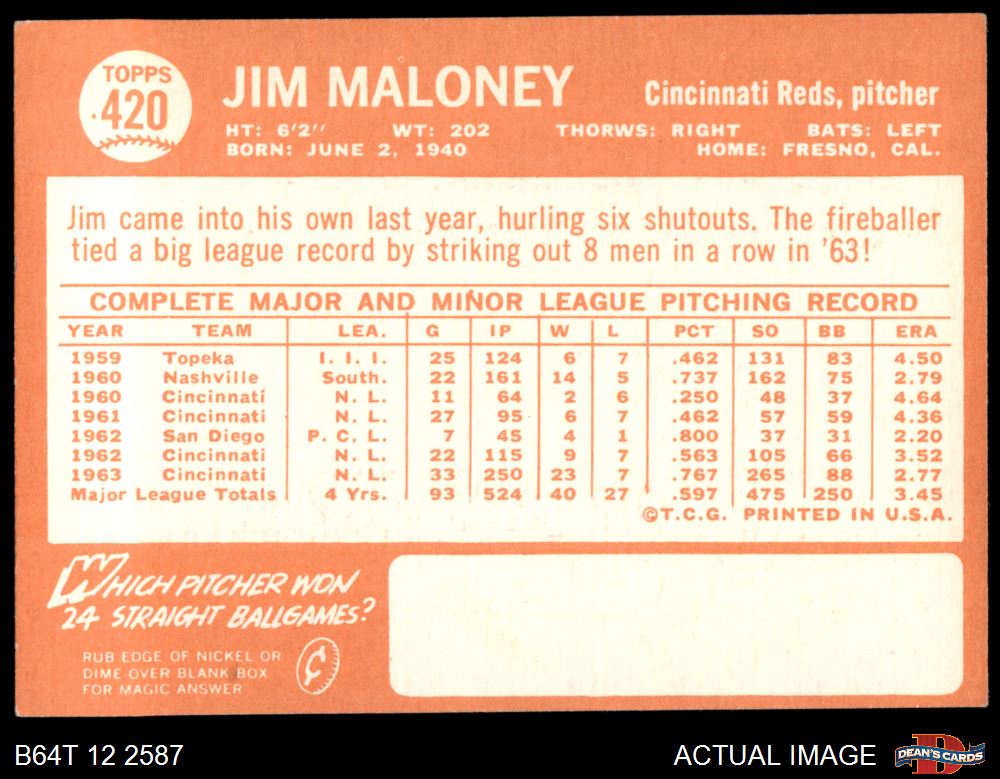 TOPPS
420
JIM MALONEY
Cincinnati Reds, pitcher
HT: 6'2" WT: 202 THORWS: RIGHT BATS: LEFT
BORN: JUNE 2, 1940 HOME: FRESNO, CAL.
Jim came into his own last year, hurling six shutouts. The fireballer
tied a big league record by striking out 8 men in a row in '63!
COMPLETE MAJOR AND MINOR LEAGUE PITCHING RECORD
YEAR TEAM LEA. G IP W L PCT SO BB ERA
1959 Topeka I. I. I. 25 124 6 7 .462 131 83 4.50
1960 Nashville South. 22 161 14 5 .737 162 75 2.79
1960 Cincinnati N. L. 11 64 2 6 .250 48 37 4.64
1961 Cincinnati N. L. 27 95 6 7 .462 57 59 4.36
1962 San Diego P. C. L. 7 45 4 1 .800 37 31 2.20
1962 Cincinnati N. L. 22 115 9 7 .563 105 66 3.52
1963 Cincinnati N. L. 33 250 23 7 .767 265 88 2.77
Major League Totals 4 Yrs. 93 524 40 27 .597 475 250 3.45
©T.C.G. PRINTED IN U.S.A.
WHICH PITCHER WON
24 STRAIGHT BALLGAMES?
RUB EDGE OF NICKEL OR
DIME OVER BLANK BOX
FOR MAGIC ANSWER
¢
B64T 12 2587
ACTUAL IMAGE
D
DEAN'S CARDS